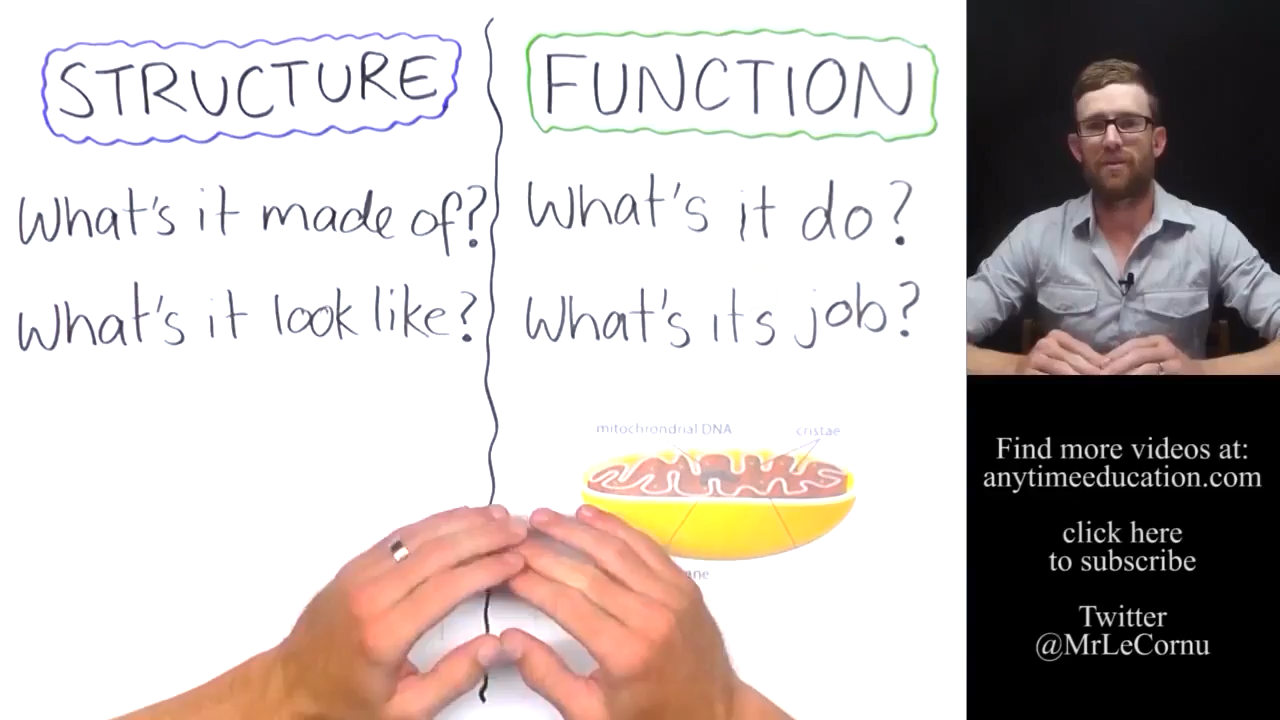 STRUCTURE
What's it made of?
What's it look like?
FUNCTION
What's it do?
What's its job?
mitochrondrial DNA
cristae
Find more videos at:
anytimeeducation.com
click here
to subscribe
Twitter
@MrLeCornu